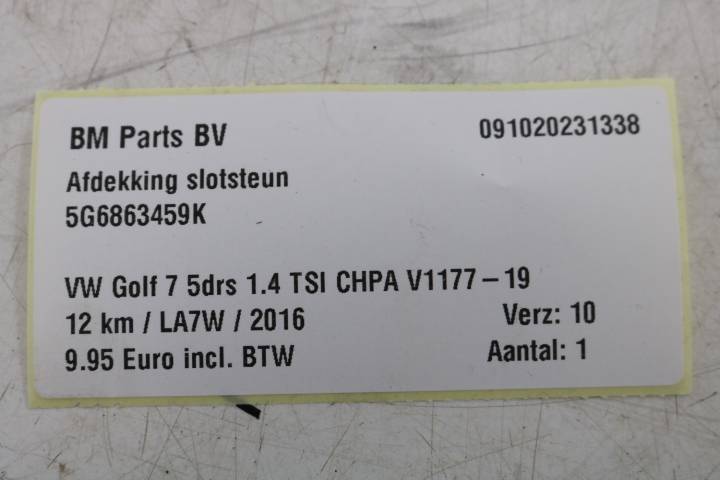 BM Parts BV 091020231338
Afdekking slotsteun
5G6863459K
VW Golf 7 5drs 1.4 TSI CHPA V1177-19
12 km / LA7W / 2016 Verz: 10
9.95 Euro incl. BTW Aantal: 1